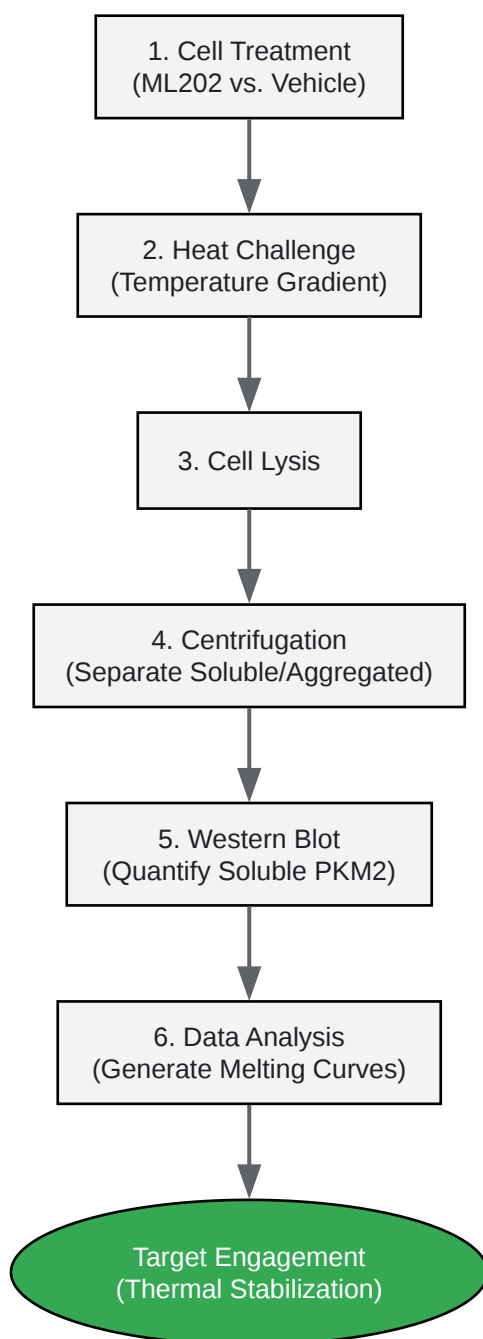 1. Cell Treatment
(ML202 vs. Vehicle)
2. Heat Challenge
(Temperature Gradient)
3. Cell Lysis
4. Centrifugation
(Separate Soluble/Aggregated)
5. Western Blot
(Quantify Soluble PKM2)
6. Data Analysis
(Generate Melting Curves)
Target Engagement
(Thermal Stabilization)